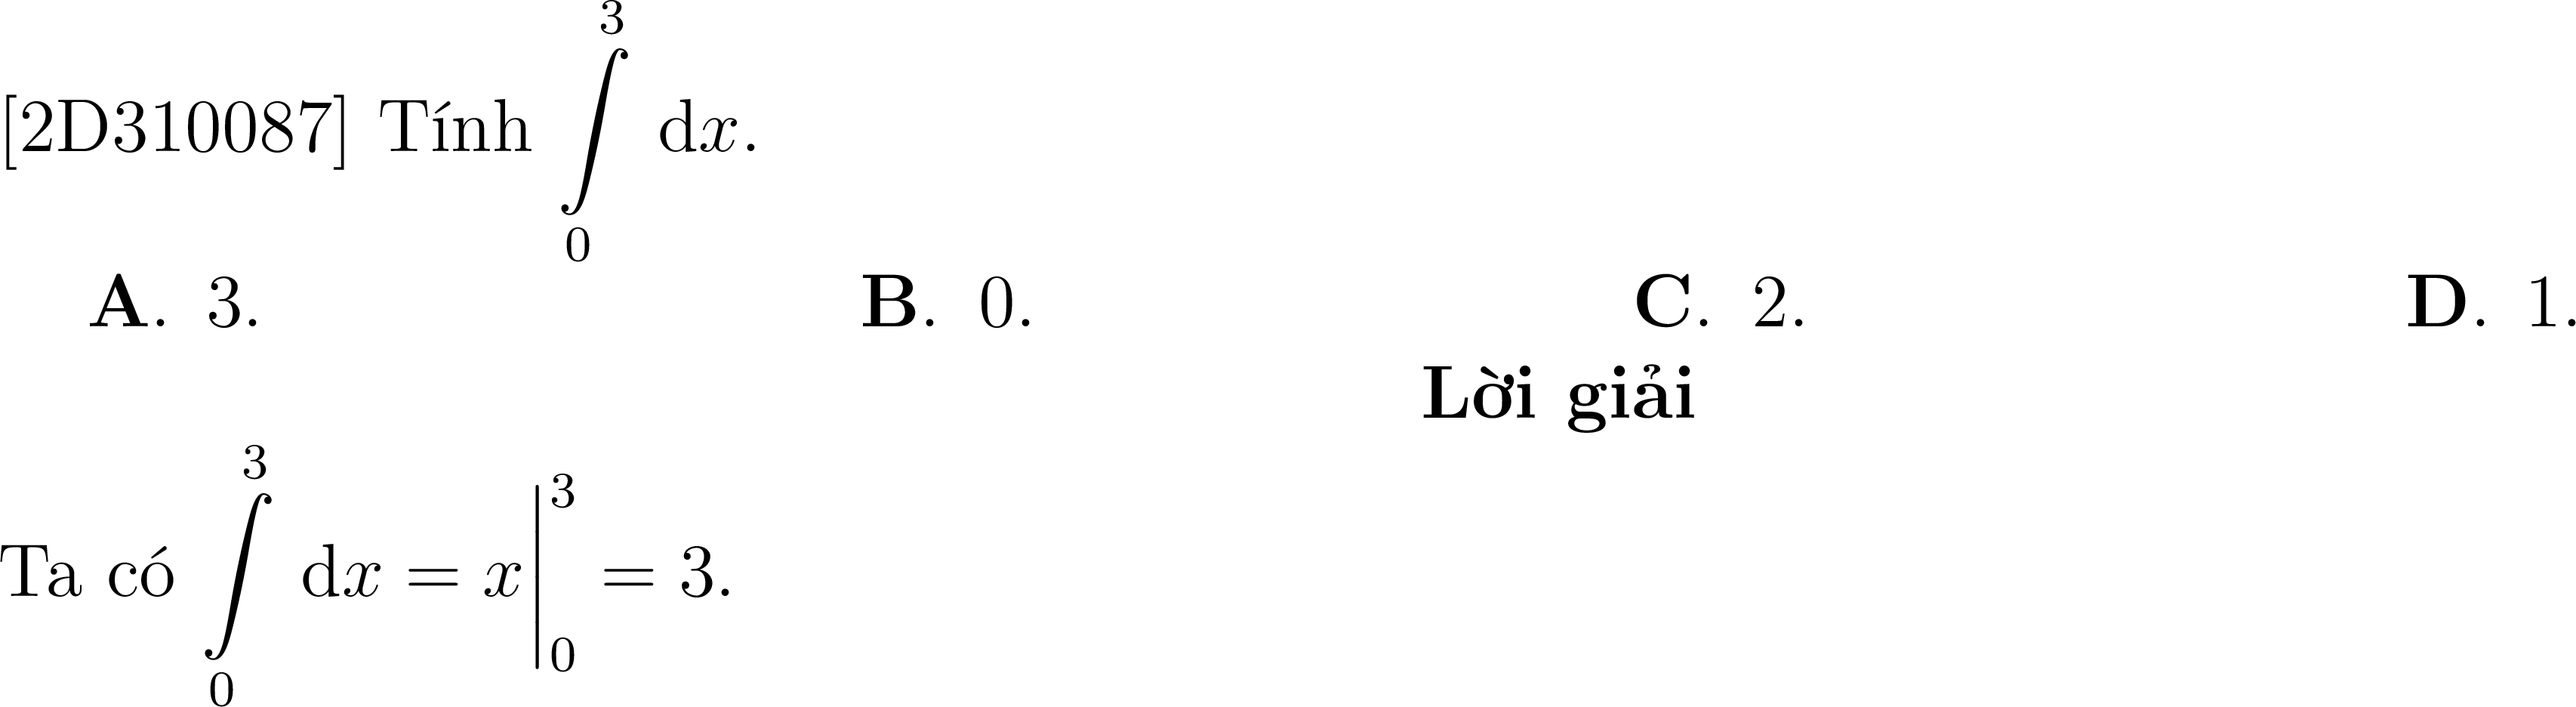 [2D310087] Tính $\int\limits_0^3 \mathrm{d}x.$
A. 3. B. 0. C. 2. D. 1.
Lời giải
Ta có $\int\limits_0^3 \mathrm{d}x = x\Big|_0^3 = 3.$